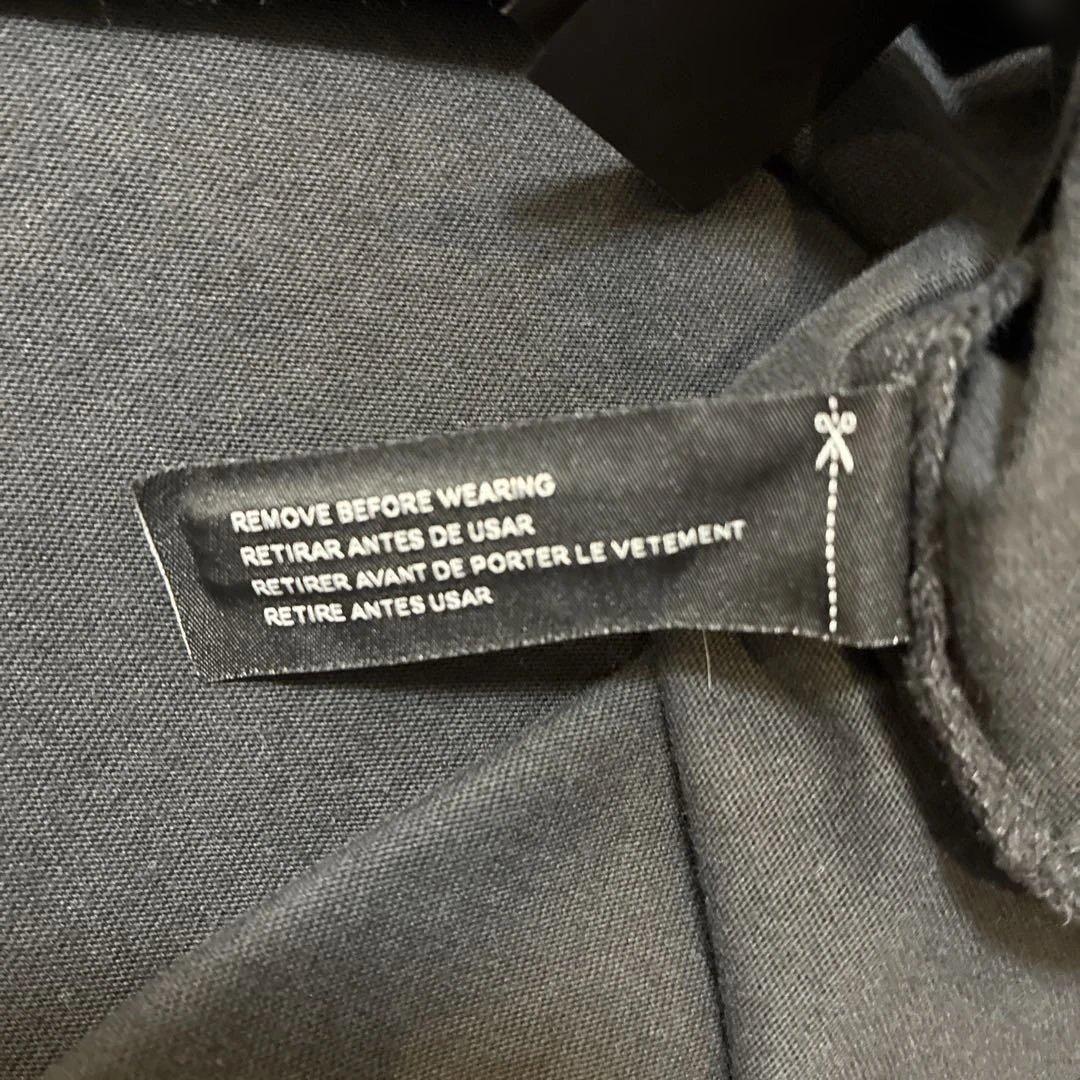 REMOVE BEFORE WEARING
RETIRAR ANTES DE USAR
RETIRER AVANT DE PORTER LE VETEMENT
RETIRE ANTES USAR